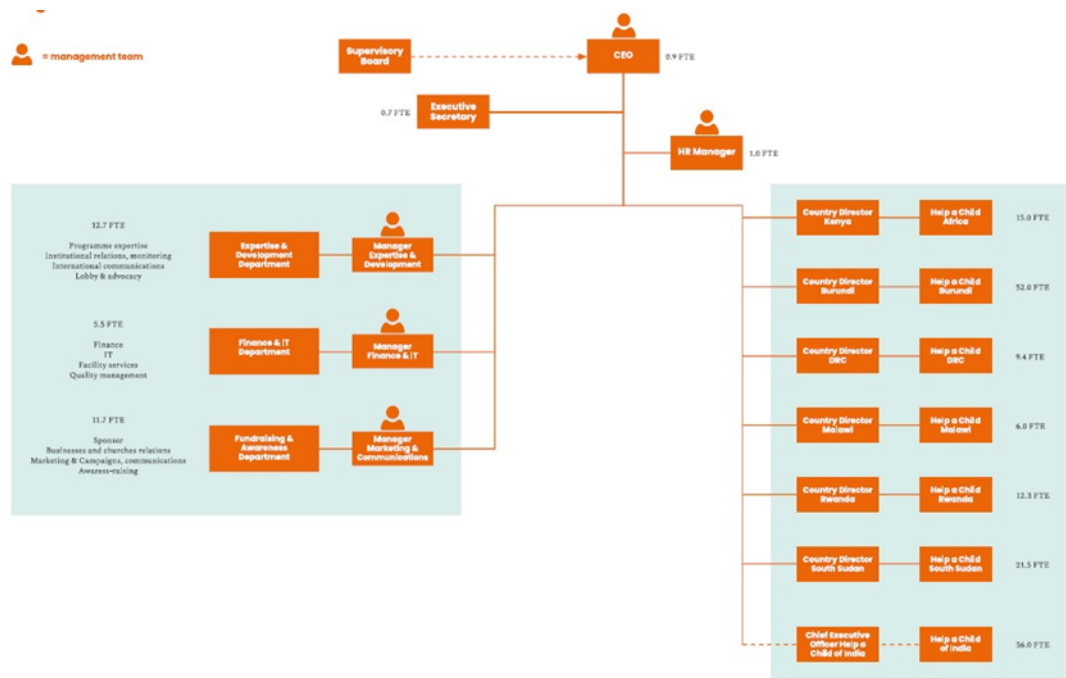 = management team
Supervisory
Board
CEO
0.9 FTE
0.7 FTE
Executive
Secretary
HR Manager
1.0 FTE
12.7 FTE
Programme expertise
Institutional relations, monitoring
International communications
Lobby & advocacy
Expertise &
Development
Department
Manager
Expertise &
Development
5.5 FTE
Finance
IT
Facility services
Quality management
Finance & IT
Department
Manager
Finance & IT
11.7 FTE
Sponsor
Businesses and churches relations
Marketing & Campaigns, communications
Awaress-raising
Fundraising &
Awareness
Department
Manager
Marketing &
Communications
Country Director
Kenya
Help a Child
Africa
15.0 FTE
Country Director
Burundi
Help a Child
Burundi
52.0 FTE
Country Director
DRC
Help a Child
DRC
9.4 FTE
Country Director
Malawi
Help a Child
Malawi
6.0 FTE
Country Director
Rwanda
Help a Child
Rwanda
12.3 FTE
Country Director
South Sudan
Help a Child
South Sudan
21.5 FTE
Chief Executive
Officer Help a
Child of India
Help a Child
of India
36.0 FTE